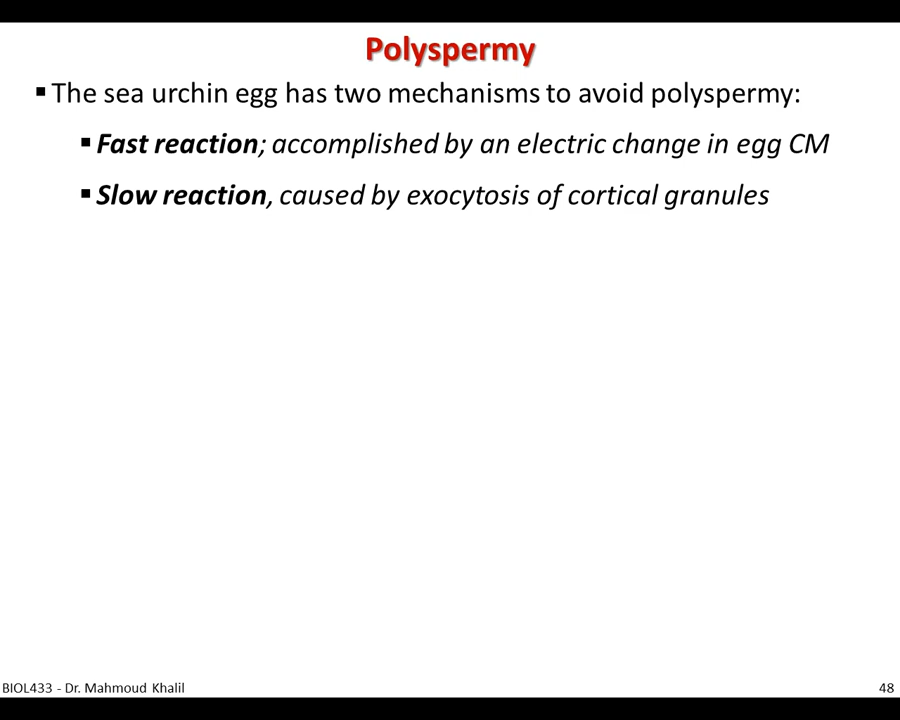 Polyspermy
▪ The sea urchin egg has two mechanisms to avoid polyspermy:
▪ Fast reaction; accomplished by an electric change in egg CM
▪ Slow reaction, caused by exocytosis of cortical granules
BIOL433 - Dr. Mahmoud Khalil
48